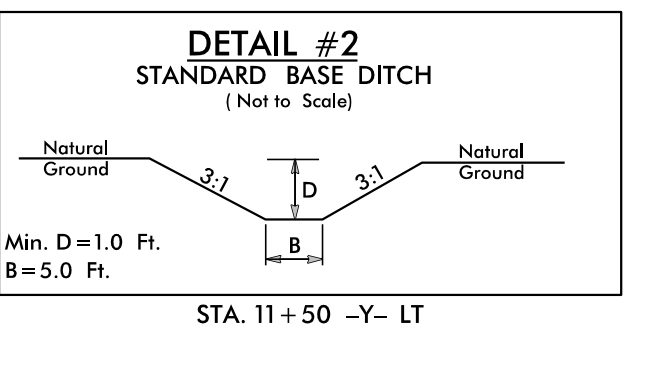 DETAIL #2
STANDARD BASE DITCH
( Not to Scale)
Natural
Ground
3:1
D
3:1
Natural
Ground
Min. D=1.0 Ft.
B=5.0 Ft.
B
STA. 11+50 -Y- LT